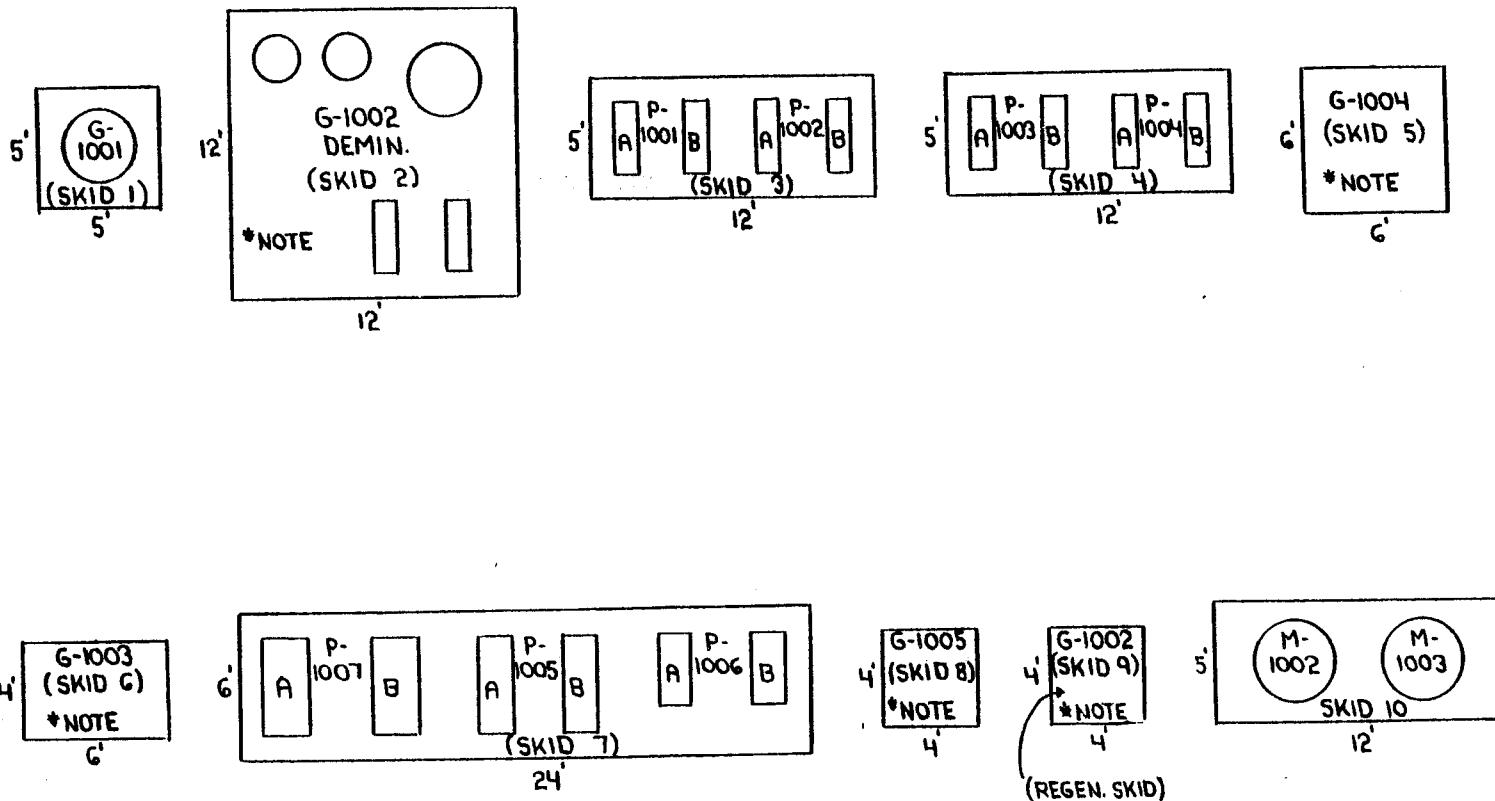 5'
G-
1001
(SKID 1)
5'
12'
G-1002
DEMIN.
(SKID 2)
*NOTE
12'
5'
A
P-
1001
B
A
P-
1002
B
(SKID 3)
12'
5'
A
P-
1003
B
A
P-
1004
B
(SKID 4)
12'
6'
G-1004
(SKID 5)
*NOTE
6'
4'
G-1003
(SKID 6)
*NOTE
6'
6'
A
P-
1007
B
A
P-
1005
B
A
P-
1006
B
(SKID 7)
24'
4'
G-1005
(SKID 8)
*NOTE
4'
4'
G-1002
(SKID 9)
*NOTE
4'
(REGEN. SKID)
5'
M-
1002
M-
1003
SKID 10
12'